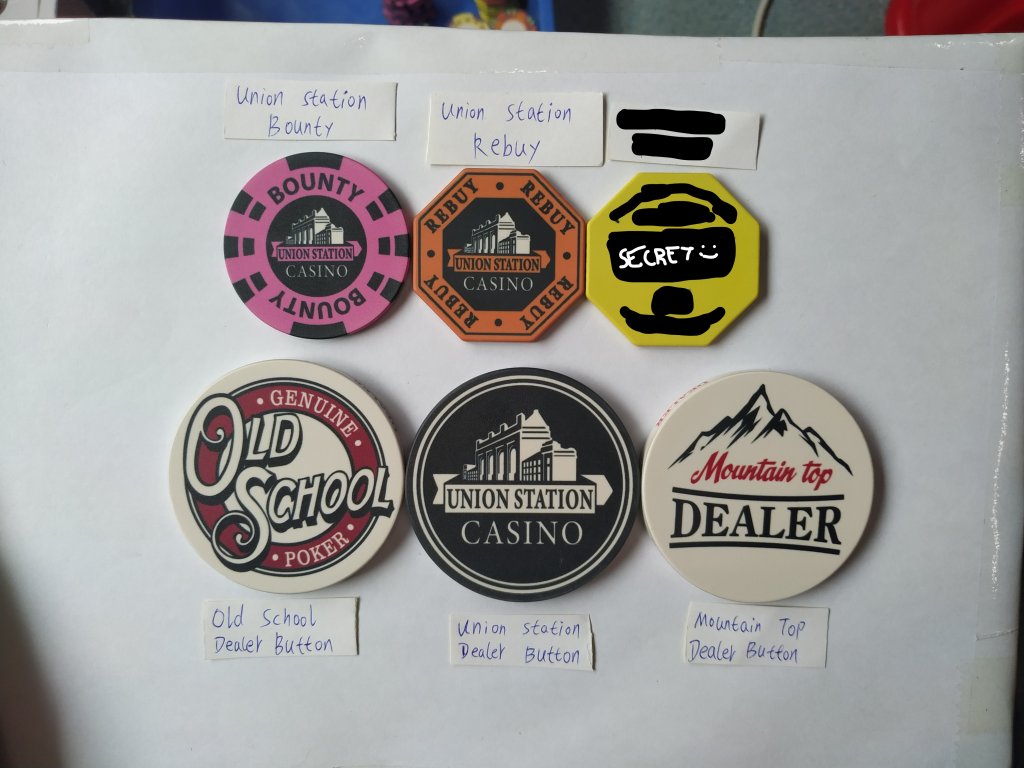 Union Station
Bounty
Union Station
Rebuy
BOUNTY
UNION STATION
CASINO
BOUNTY
REBUY • REBUY
UNION STATION
CASINO
REBUY • REBUY
SECRET
• GENUINE •
OLD
SCHOOL
• POKER •
UNION STATION
CASINO
Mountain top
DEALER
Old School
Dealer Button
Union Station
Dealer Button
Mountain Top
Dealer Button